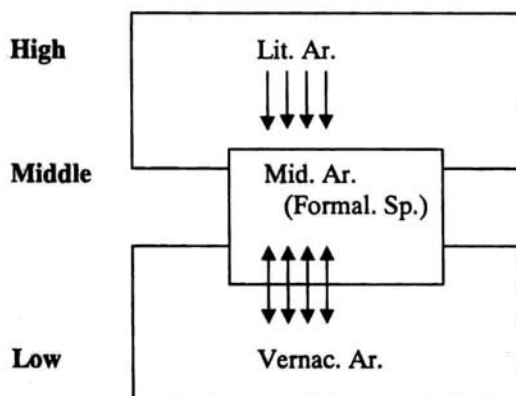 High Lit. Ar.
Middle Mid. Ar.
(Formal. Sp.)
Low Vernac. Ar.